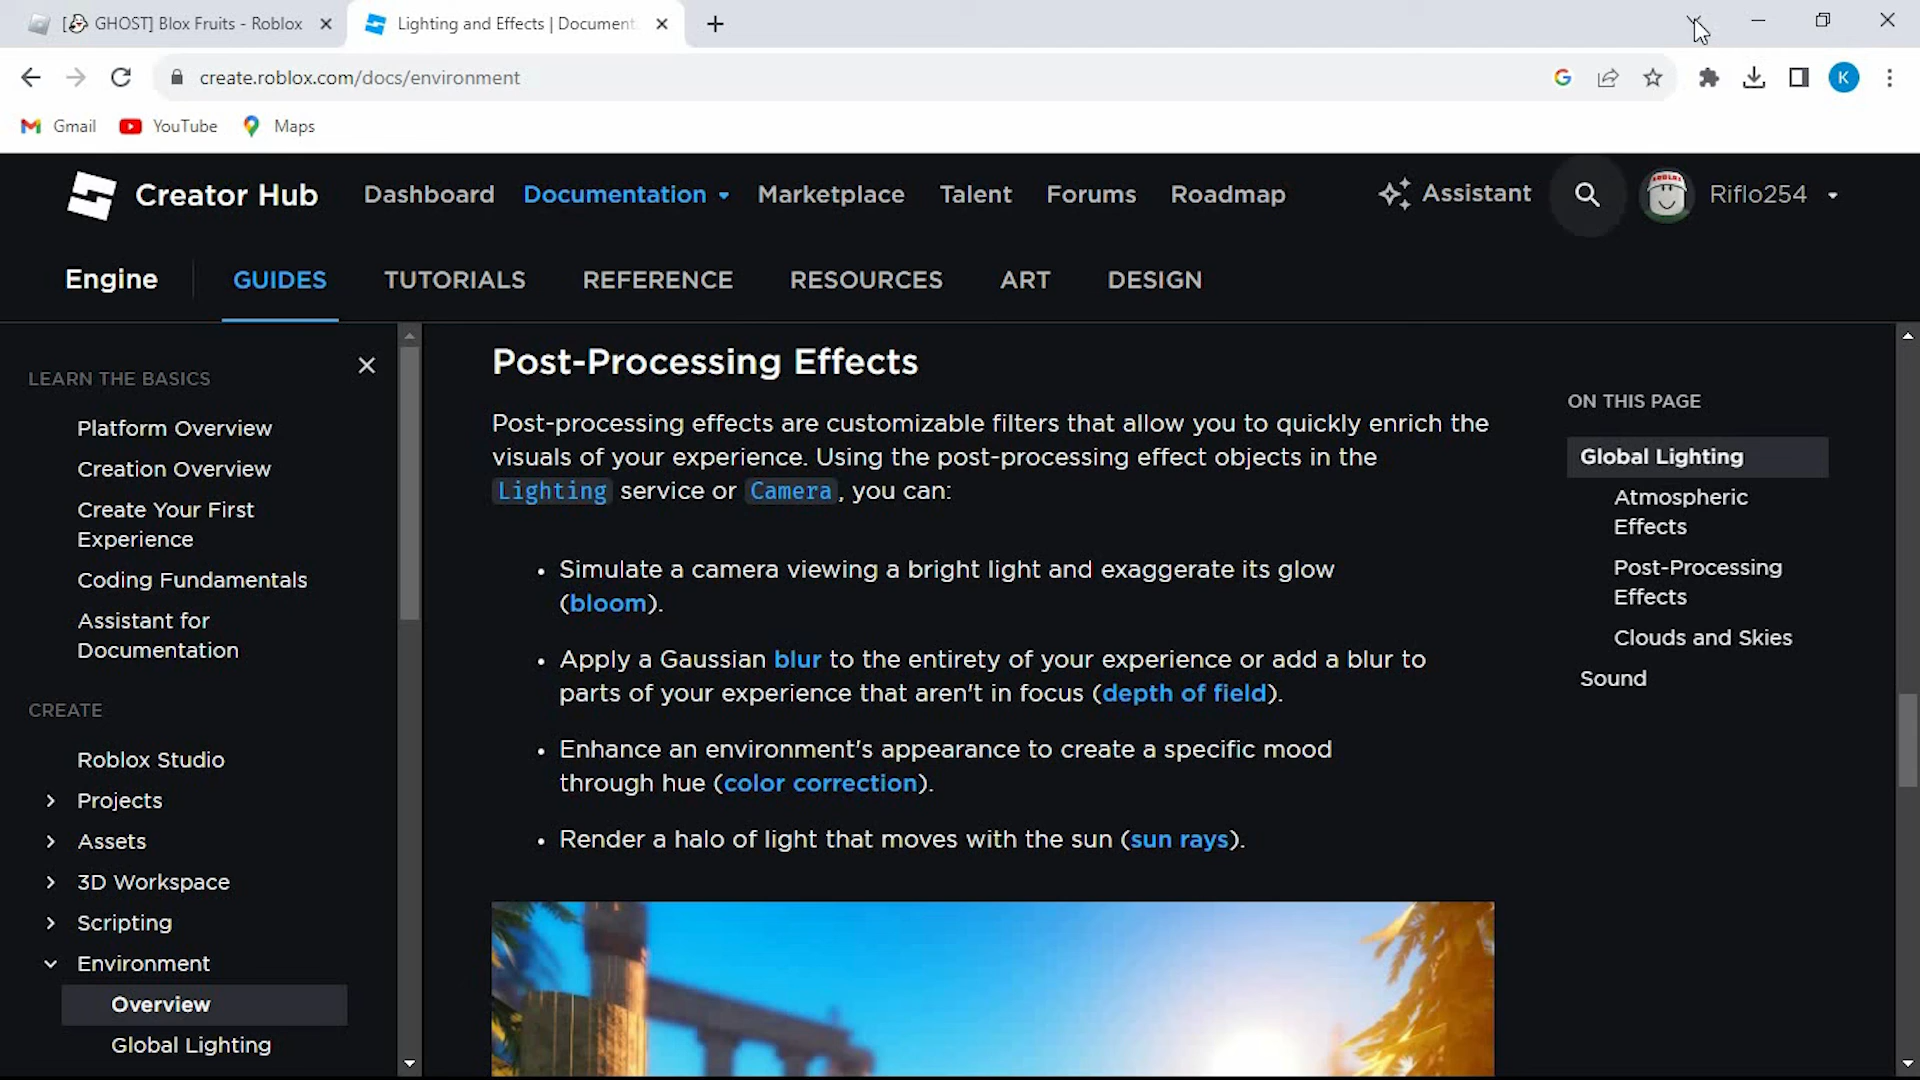 [GHOST] Blox Fruits - Roblox
Lighting and Effects | Document
create.roblox.com/docs/environment
K
Gmail
YouTube
Maps
Creator Hub
Dashboard
Documentation
Marketplace
Talent
Forums
Roadmap
Assistant
Riflo254
Engine
GUIDES
TUTORIALS
REFERENCE
RESOURCES
ART
DESIGN
LEARN THE BASICS
Platform Overview
Creation Overview
Create Your First
Experience
Coding Fundamentals
Assistant for
Documentation
CREATE
Roblox Studio
Projects
Assets
3D Workspace
Scripting
Environment
Overview
Global Lighting
Post-Processing Effects
Post-processing effects are customizable filters that allow you to quickly enrich the
visuals of your experience. Using the post-processing effect objects in the
Lighting service or Camera, you can:
• Simulate a camera viewing a bright light and exaggerate its glow
(bloom).
• Apply a Gaussian blur to the entirety of your experience or add a blur to
parts of your experience that aren't in focus (depth of field).
• Enhance an environment's appearance to create a specific mood
through hue (color correction).
• Render a halo of light that moves with the sun (sun rays).
ON THIS PAGE
Global Lighting
Atmospheric
Effects
Post-Processing
Effects
Clouds and Skies
Sound